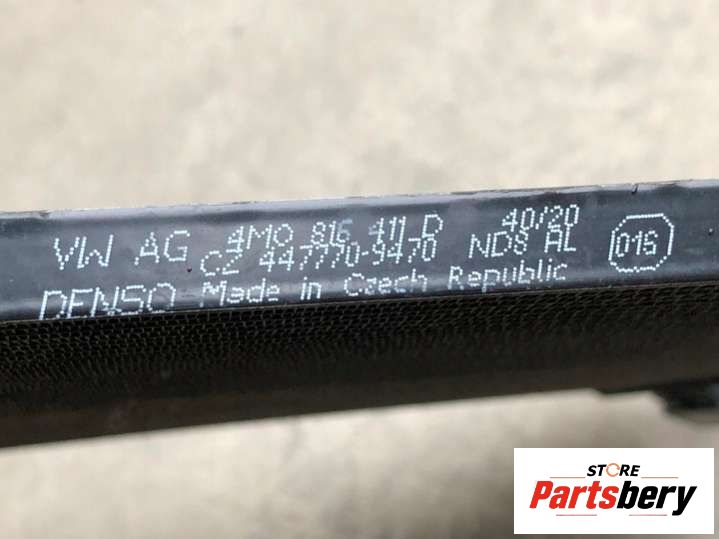 VW AG 4M0 816 411 D 40/20
CZ 447770-9470 ND8 AL 016
DENSO Made in Czech Republic
STORE
Partsbery